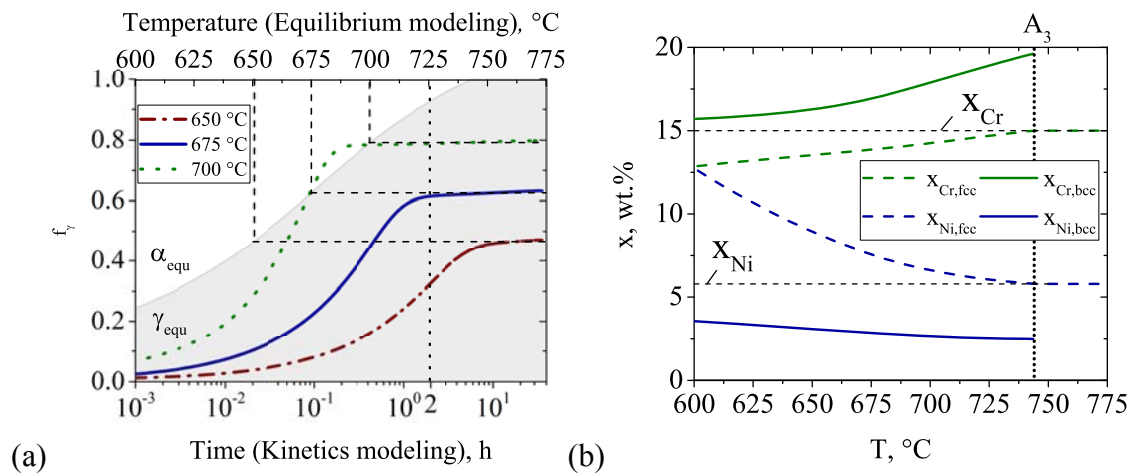 Temperature (Equilibrium modeling), °C
600 625 650 675 700 725 750 775
1.0
0.8
0.6
0.4
0.2
0.0
fγ
650 °C
675 °C
700 °C
αequ
γequ
10⁻³ 10⁻² 10⁻¹ 10⁰ 2 10¹
Time (Kinetics modeling), h
(a)
A₃
20
15
10
5
0
x, wt.%
xCr
xCr,fcc xCr,bcc
xNi,fcc xNi,bcc
xNi
600 625 650 675 700 725 750 775
T, °C
(b)